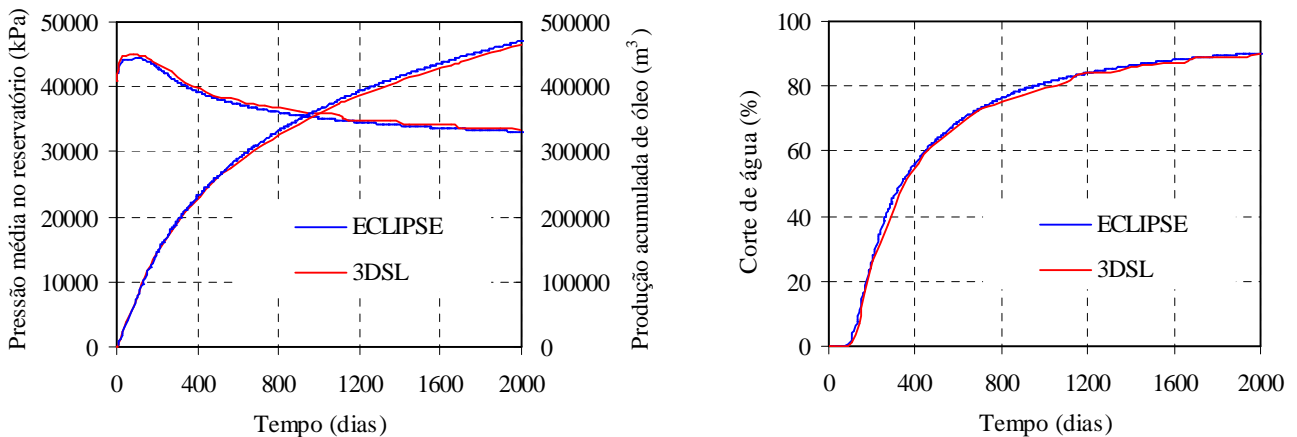 Pressão média no reservatório (kPa)
50000
40000
30000
20000
10000
0
500000
400000
300000
200000
100000
0
Produção acumulada de óleo (m³)
ECLIPSE
3DSL
0 400 800 1200 1600 2000
Tempo (dias)
Corte de água (%)
100
80
60
40
20
0
ECLIPSE
3DSL
0 400 800 1200 1600 2000
Tempo (dias)